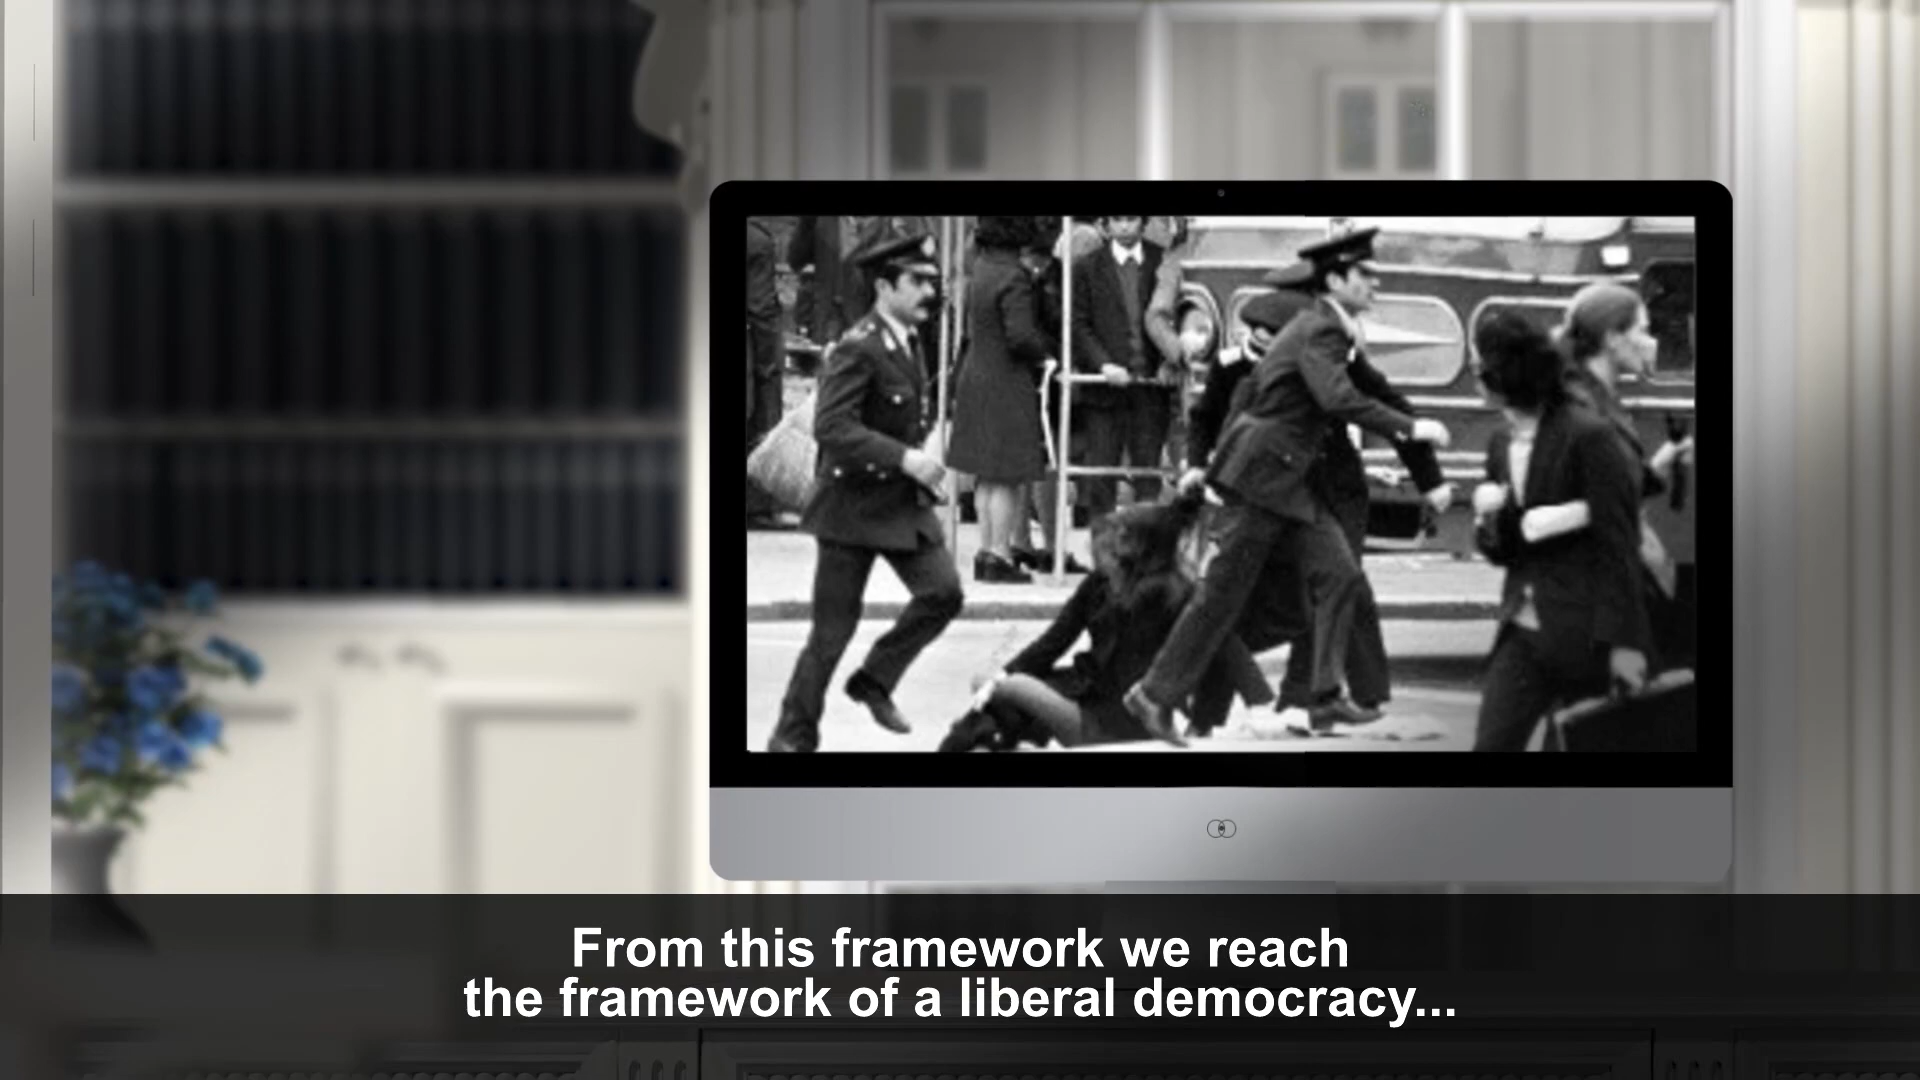 From this framework we reach
the framework of a liberal democracy...